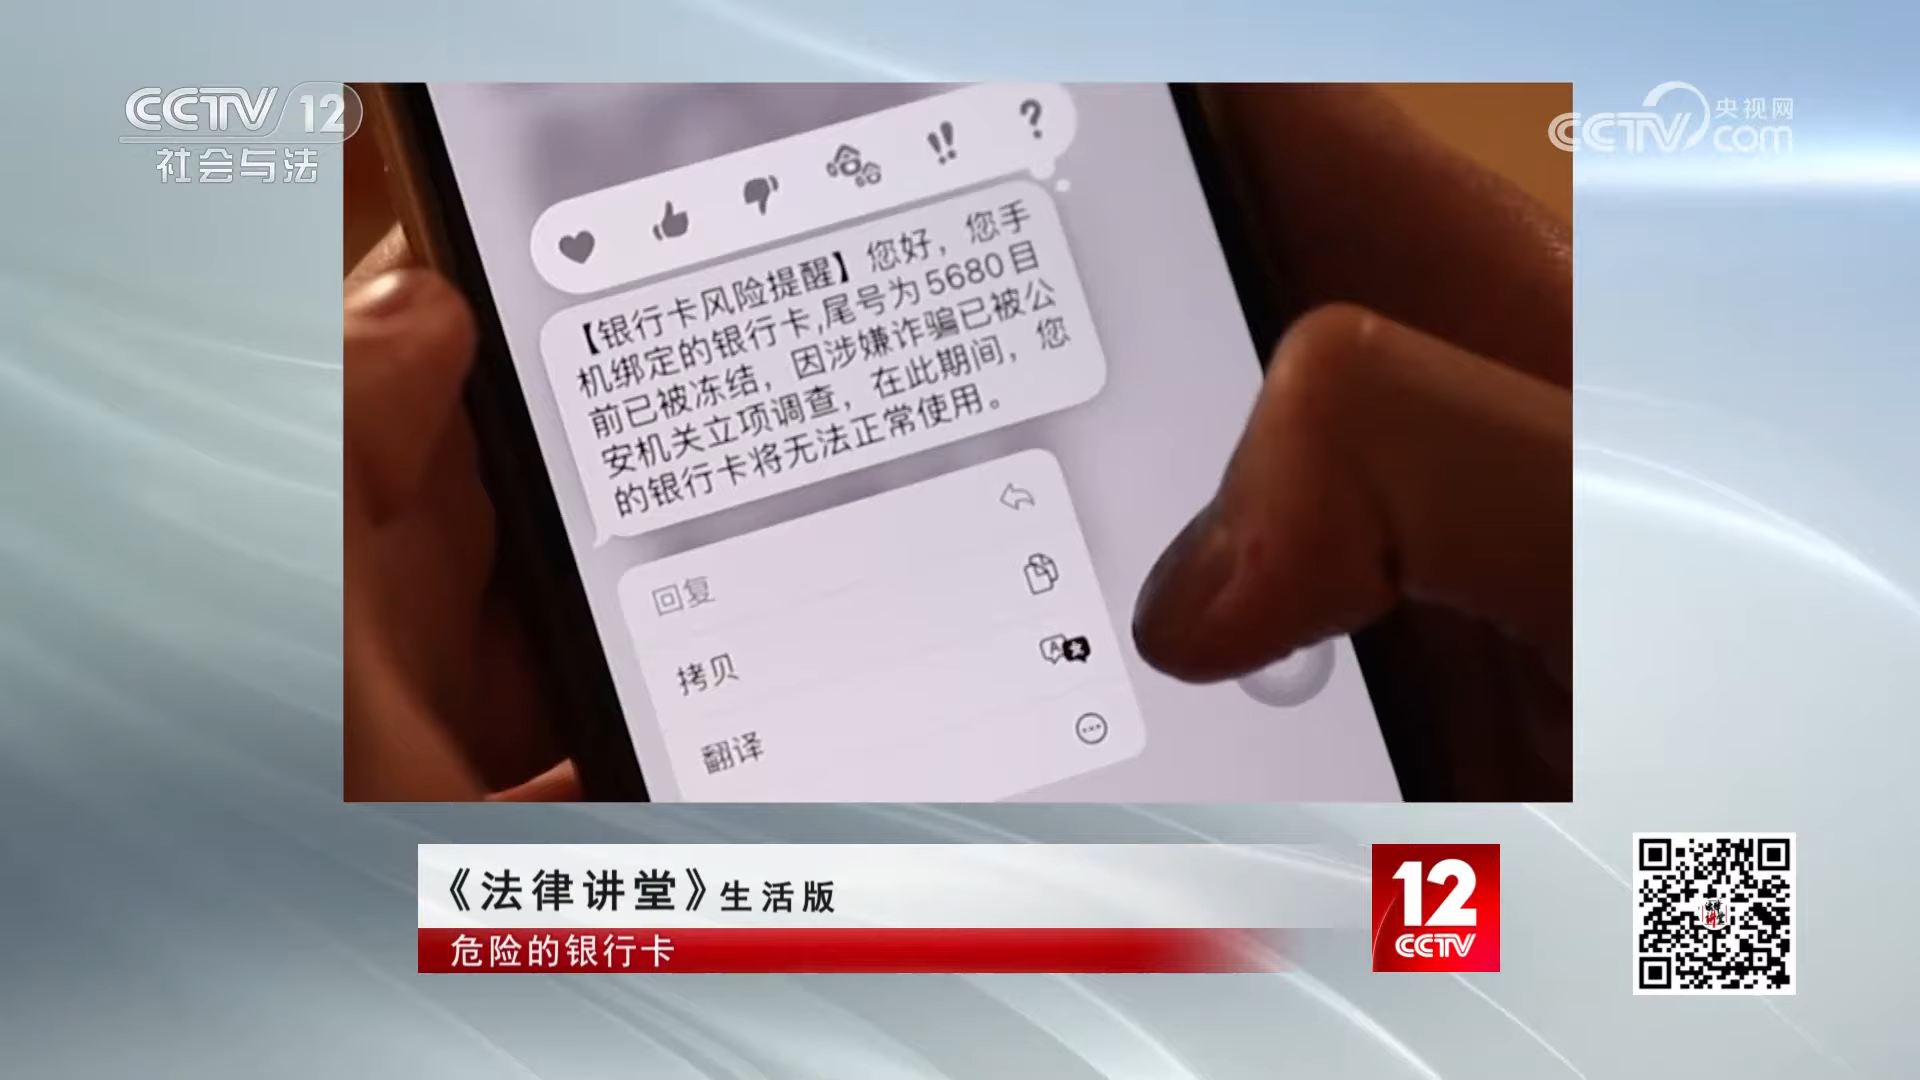 CCTV 12
社会与法
央视网
CCTV com
?
【银行卡风险提醒】您好，您手
机绑定的银行卡,尾号为5680目
前已被冻结，因涉嫌诈骗已被公
安机关立项调查，在此期间，您
的银行卡将无法正常使用。
回复
拷贝
翻译
《法律讲堂》生活版
危险的银行卡
12
CCTV